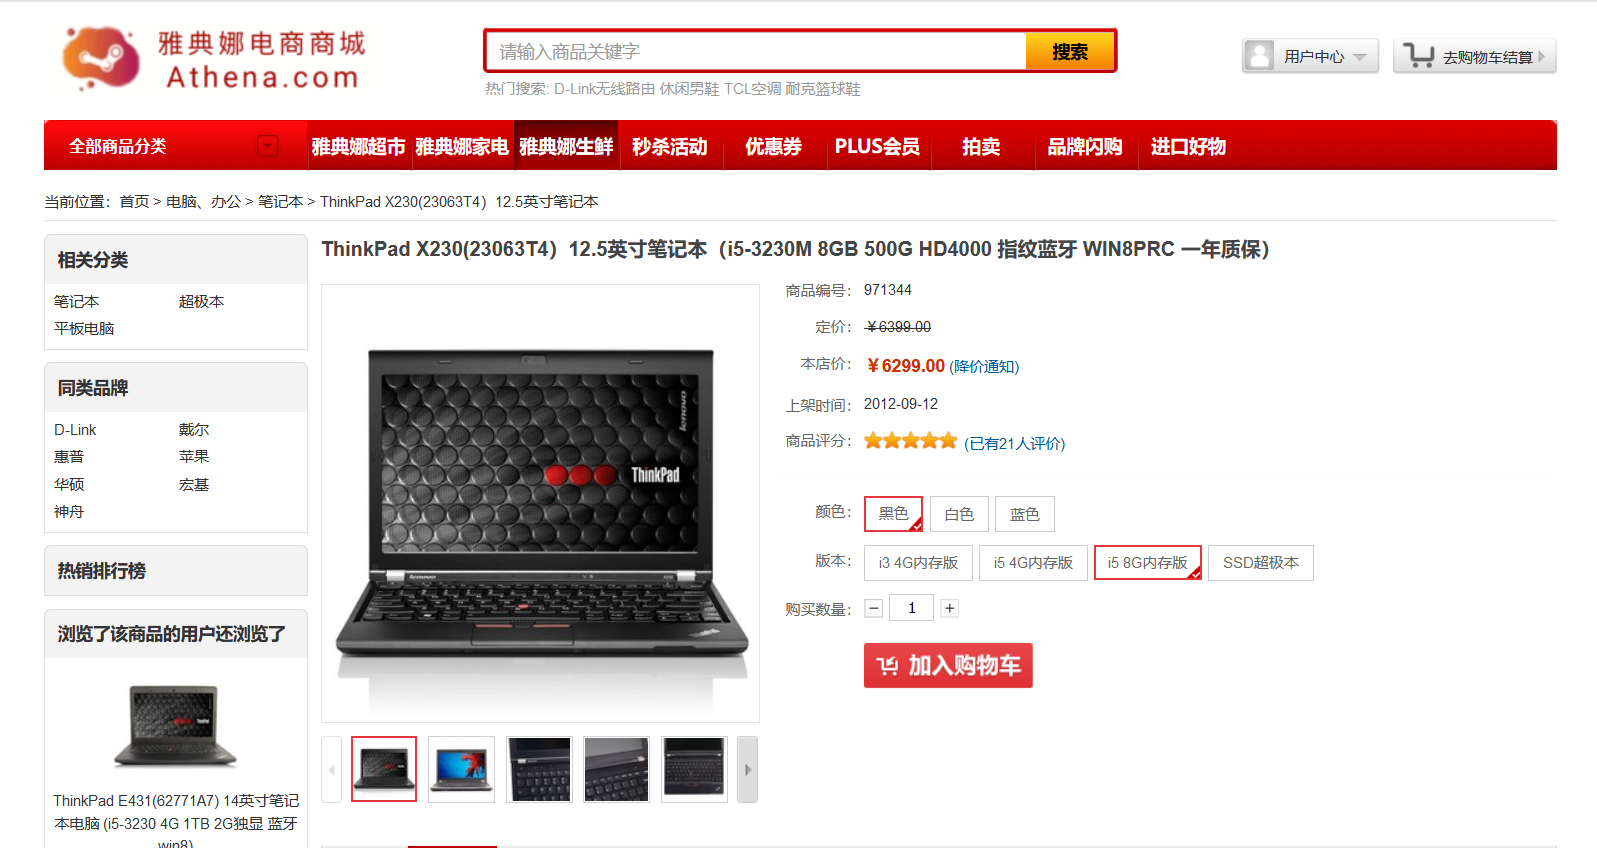 雅典娜电商商城
Athena.com
请输入商品关键字
搜索
用户中心
去购物车结算
热门搜索: D-Link无线路由 休闲男鞋 TCL空调 耐克篮球鞋
全部商品分类 雅典娜超市 雅典娜家电 雅典娜生鲜 秒杀活动 优惠券 PLUS会员 拍卖 品牌闪购 进口好物
当前位置：首页 > 电脑、办公 > 笔记本 > ThinkPad X230(23063T4）12.5英寸笔记本
相关分类
笔记本 超极本
平板电脑
同类品牌
D-Link 戴尔
惠普 苹果
华硕 宏基
神舟
热销排行榜
浏览了该商品的用户还浏览了
ThinkPad E431(62771A7) 14英寸笔记
本电脑 (i5-3230 4G 1TB 2G独显 蓝牙
win8)
ThinkPad X230(23063T4）12.5英寸笔记本（i5-3230M 8GB 500G HD4000 指纹蓝牙 WIN8PRC 一年质保）
lenovo
ThinkPad
商品编号： 971344
定价： ￥6399.00
本店价： ￥6299.00 (降价通知)
上架时间： 2012-09-12
商品评分： (已有21人评价)
颜色： 黑色 白色 蓝色
版本： i3 4G内存版 i5 4G内存版 i5 8G内存版 SSD超极本
购买数量： − 1 +
加入购物车